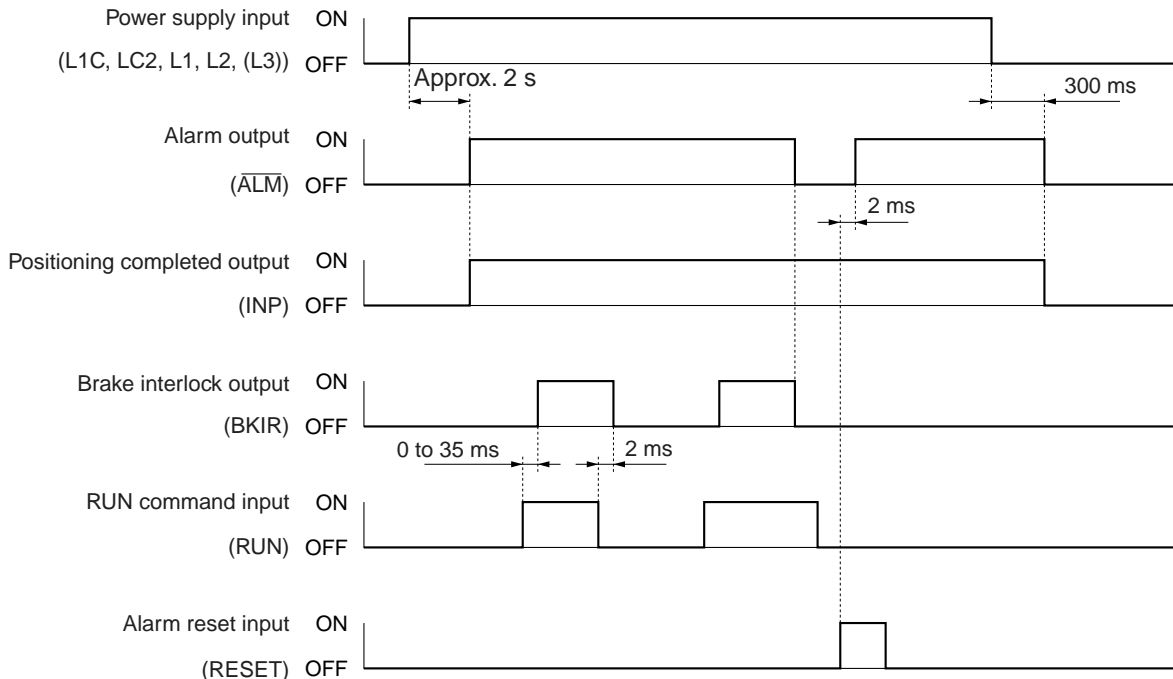 Power supply input ON
(L1C, LC2, L1, L2, (L3)) OFF
Approx. 2 s
300 ms
Alarm output ON
(ALM) OFF
2 ms
Positioning completed output ON
(INP) OFF
Brake interlock output ON
(BKIR) OFF
0 to 35 ms 2 ms
RUN command input ON
(RUN) OFF
Alarm reset input ON
(RESET) OFF